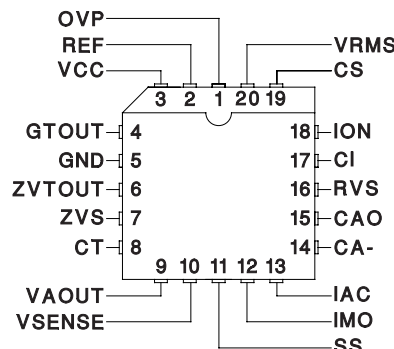 OVP
REF VRMS
VCC CS
3 2 1 20 19
GTOUT 4 18 ION
GND 5 17 CI
ZVTOUT 6 16 RVS
ZVS 7 15 CAO
CT 8 14 CA-
9 10 11 12 13
VAOUT IAC
VSENSE IMO
SS